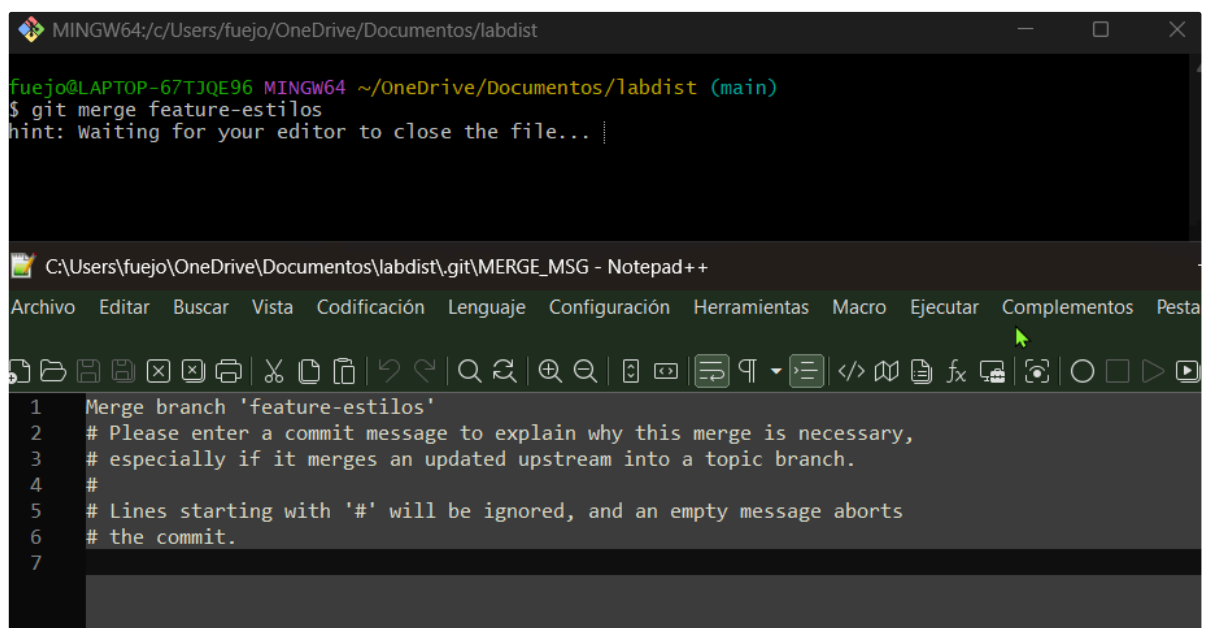 MINGW64:/c/Users/fuejo/OneDrive/Documentos/labdist
fuejo@LAPTOP-67TJQE96 MINGW64 ~/OneDrive/Documentos/labdist (main)
$ git merge feature-estilos
hint: Waiting for your editor to close the file...
C:\Users\fuejo\OneDrive\Documentos\labdist\.git\MERGE_MSG - Notepad++
Archivo Editar Buscar Vista Codificación Lenguaje Configuración Herramientas Macro Ejecutar Complementos Pesta
1 Merge branch 'feature-estilos'
2 # Please enter a commit message to explain why this merge is necessary,
3 # especially if it merges an updated upstream into a topic branch.
4 #
5 # Lines starting with '#' will be ignored, and an empty message aborts
6 # the commit.
7